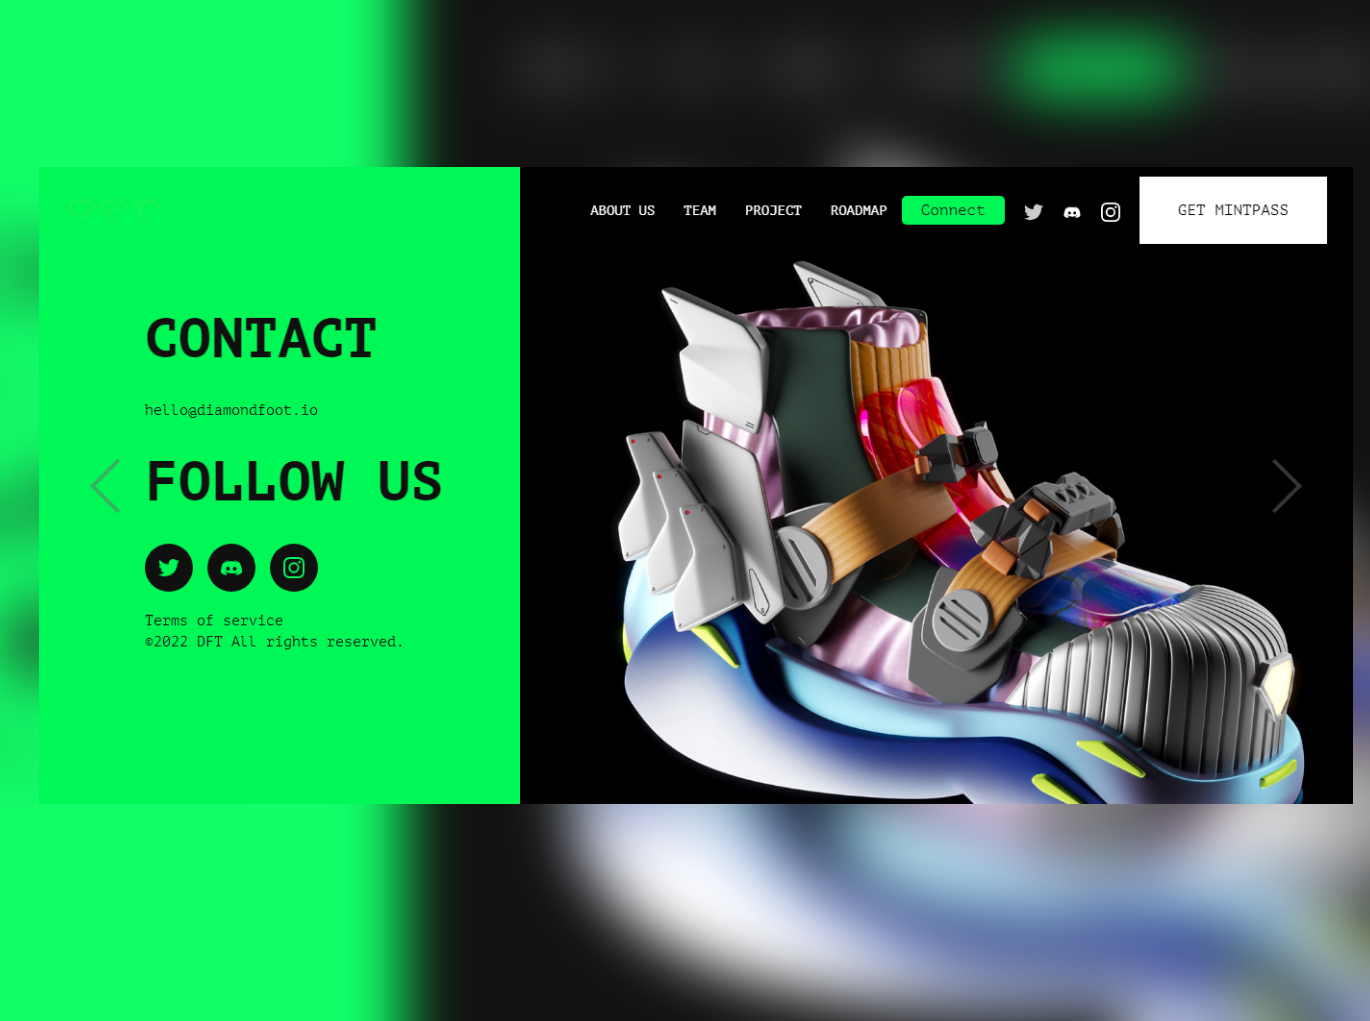 ABOUT US TEAM PROJECT ROADMAP Connect GET MINTPASS
CONTACT
hello@diamondfoot.io
FOLLOW US
Terms of service
©2022 DFT All rights reserved.